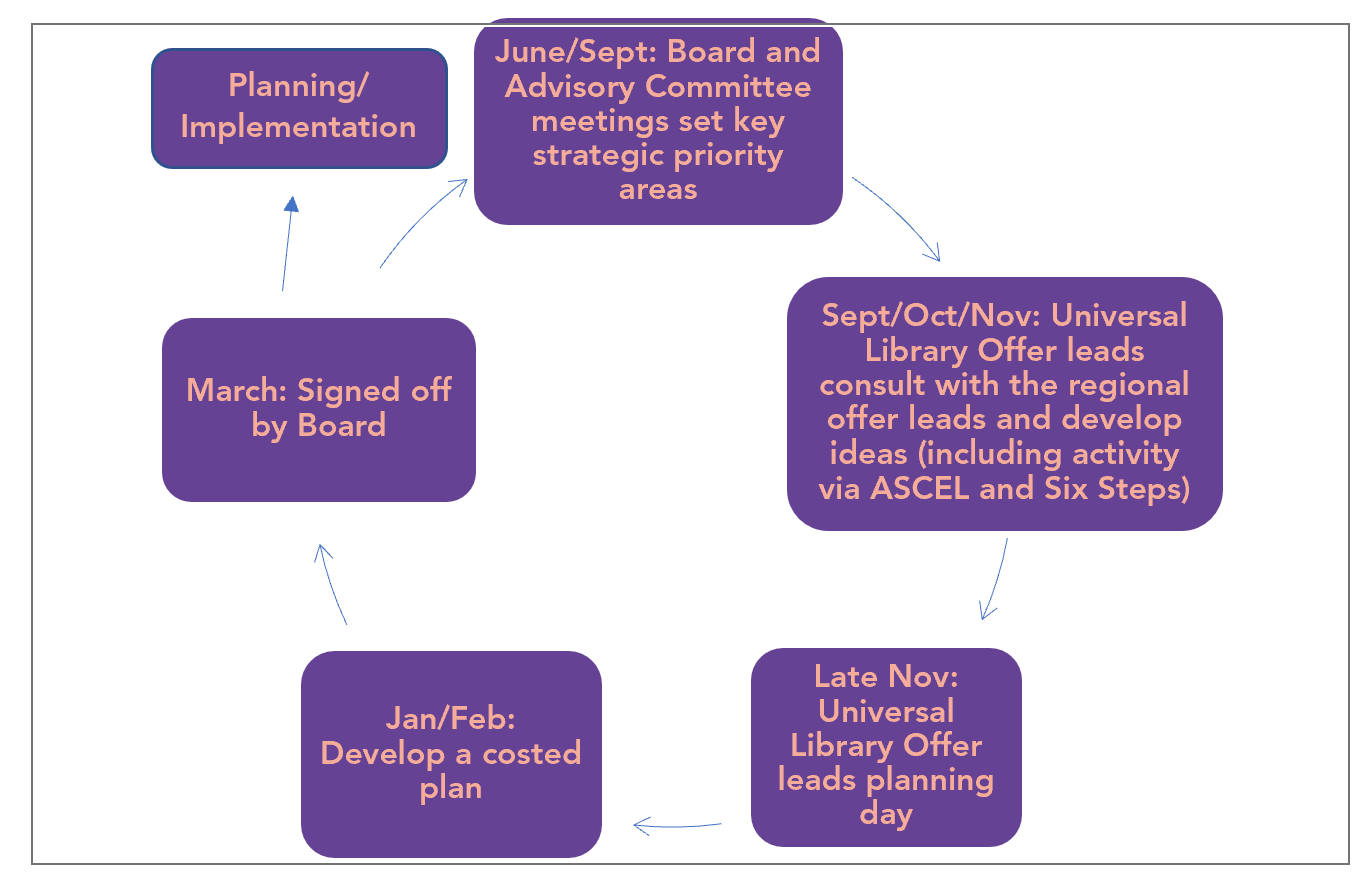 Planning/
Implementation
June/Sept: Board and
Advisory Committee
meetings set key
strategic priority
areas
Sept/Oct/Nov: Universal
Library Offer leads
consult with the regional
offer leads and develop
ideas (including activity
via ASCEL and Six Steps)
Late Nov:
Universal
Library Offer
leads planning
day
Jan/Feb:
Develop a costed
plan
March: Signed off
by Board